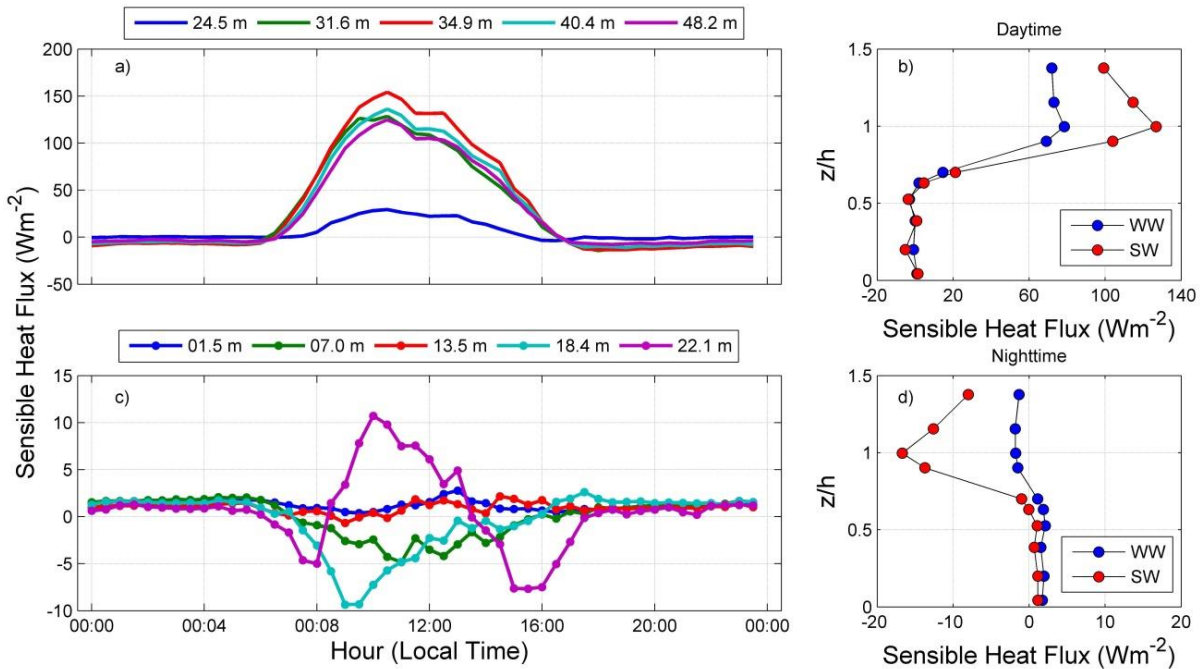 24.5 m 31.6 m 34.9 m 40.4 m 48.2 m
a)
200
150
100
50
0
-50
Sensible Heat Flux (Wm-2)
01.5 m 07.0 m 13.5 m 18.4 m 22.1 m
c)
15
10
5
0
-5
-10
00:00 00:04 08:00 12:00 16:00 20:00 00:00
Hour (Local Time)
Daytime
b)
1.5
1
0.5
0
z/h
WW
SW
-20 20 60 100 140
Sensible Heat Flux (Wm-2)
Nighttime
d)
1.5
1
0.5
0
z/h
WW
SW
-20 -10 0 10 20
Sensible Heat Flux (Wm-2)